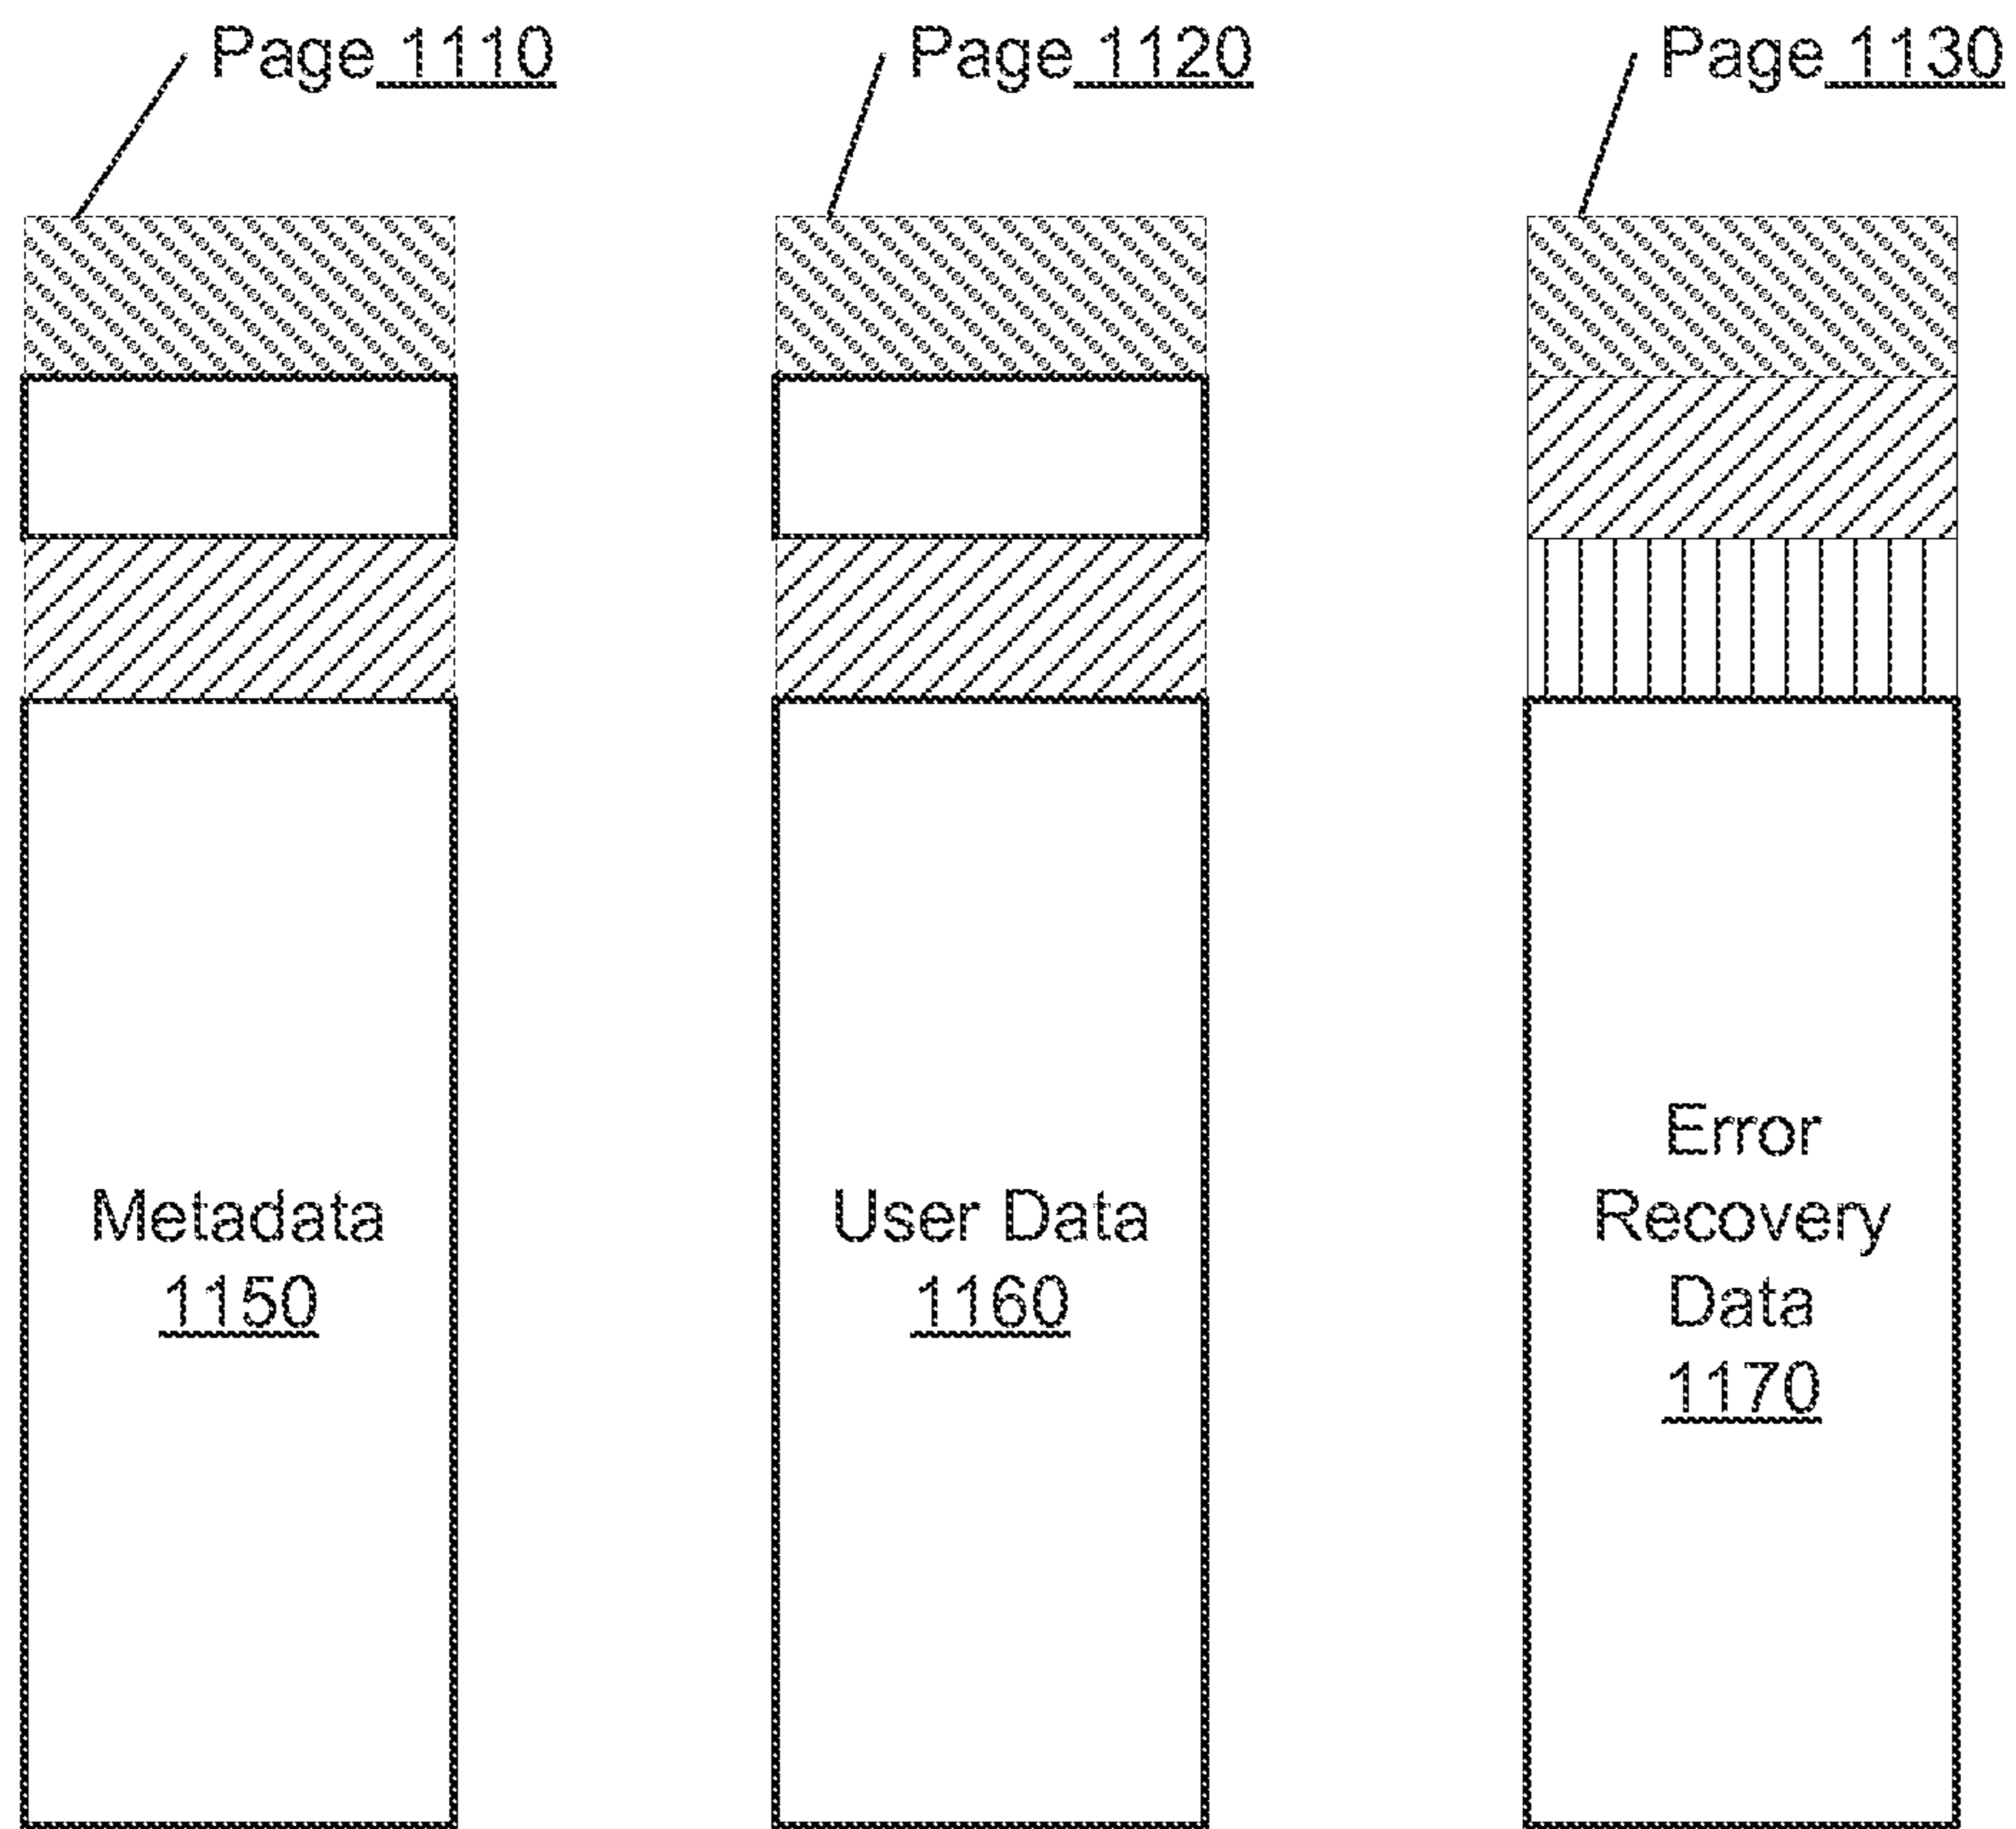 Page 1110
Page 1120
Page 1130
Metadata
1150
User Data
1160
Error
Recovery
Data
1170